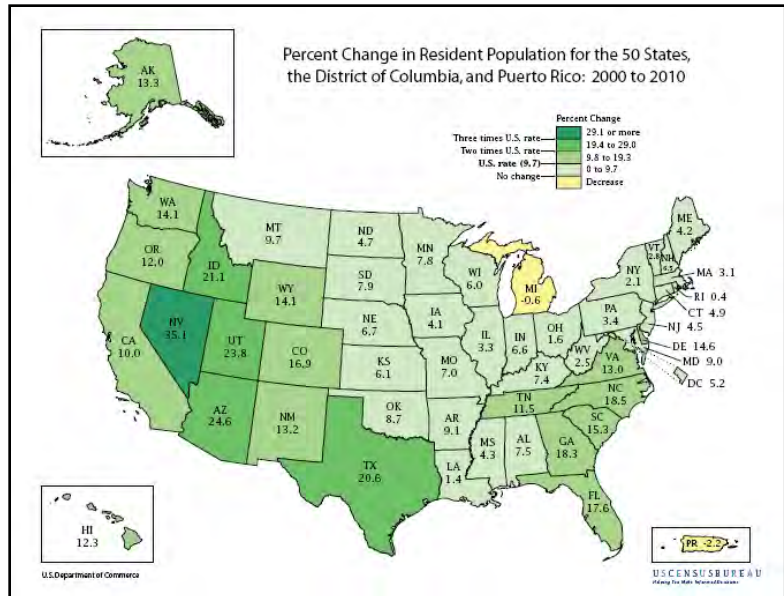 Percent Change in Resident Population for the 50 States,
the District of Columbia, and Puerto Rico: 2000 to 2010
Percent Change
Three times U.S. rate
29.1 or more
Two times U.S. rate
19.4 to 29.0
U.S. rate (9.7)
9.8 to 19.3
No change
0 to 9.7
Decrease
AK
13.3
WA
14.1
OR
12.0
CA
10.0
NV
35.1
ID
21.1
MT
9.7
WY
14.1
UT
23.8
AZ
24.6
CO
16.9
NM
13.2
ND
4.7
SD
7.9
NE
6.7
KS
6.1
OK
8.7
TX
20.6
MN
7.8
IA
4.1
MO
7.0
AR
9.1
LA
1.4
WI
6.0
IL
3.3
MI
-0.6
IN
6.6
OH
1.6
KY
7.4
TN
11.5
MS
4.3
AL
7.5
GA
18.3
FL
17.6
SC
15.3
NC
18.5
VA
13.0
WV
2.5
PA
3.4
NY
2.1
VT
2.8
NH
ME
4.2
MA 3.1
RI 0.4
CT 4.9
NJ 4.5
DE 14.6
MD 9.0
DC 5.2
HI
12.3
PR -2.2
U.S. Department of Commerce
USCENSUSBUREAU